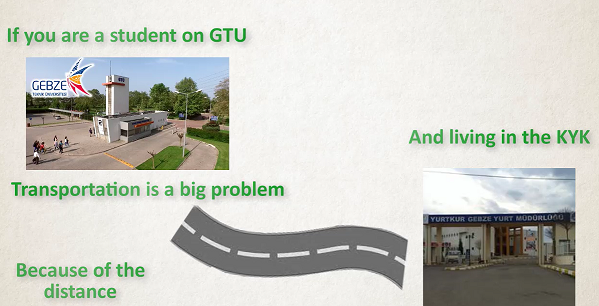 If you are a student on GTU
GEBZE
TEKNİK ÜNİVERSİTESİ
And living in the KYK
Transportation is a big problem
YURTKUR GEBZE YURT MÜDÜRLÜĞÜ
Because of the
distance